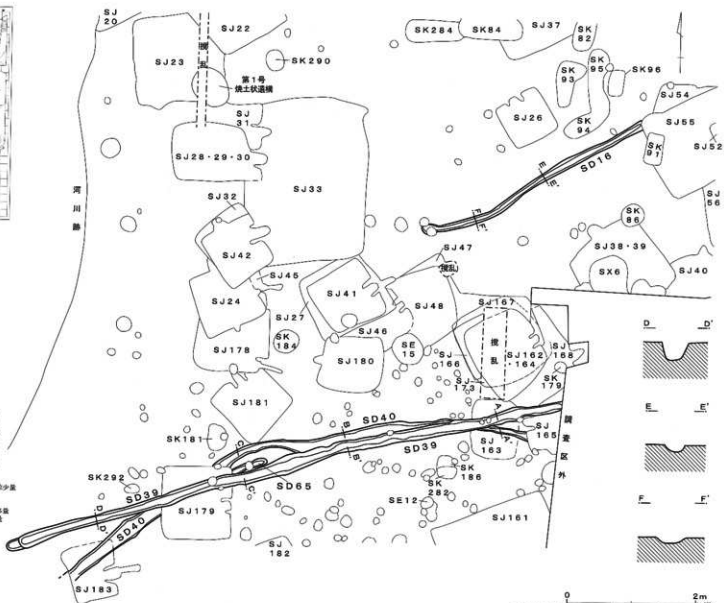 SJ
20
SJ22
SJ23
攪乱
SK290
第1号
焼土状遺構
SJ
31
SJ28・29・30
SJ33
SJ32
SJ42
SJ45
SJ24
SJ27
SJ41
SJ47
攪乱
SJ48
SJ46
SK
184
SJ178
SJ180
SE
15
SJ181
河川跡
SK284
SK84
SJ37
SK
82
SK
93
SK
95
SK96
SK
94
SJ26
SJ54
SJ55
SK
91
SJ52
SJ
56
SD16
E
E'
F
F'
SK
86
SJ38・39
SX6
SJ40
SJ167
攪乱
SJ
166
SJ162
・164
SJ
168
SK
179
SJ
173
A
A'
SJ
165
SJ
163
調査区外
SD40
SD39
B
B'
C
C'
SD65
SK181
SK292
SD39
SD40
D
D'
SJ179
SJ183
SJ
182
SK
186
SK
282
SE12
SJ161
D D'
E E'
F F'
0 2m